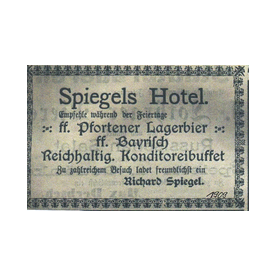 Spiegels Hotel.
Empfehle während der Feiertage
ff. Pfortener Lagerbier
ff. Bayrisch
Reichhaltig. Konditoreibuffet
Zu zahlreichem Besuch ladet freundlichst ein
Richard Spiegel.
1909